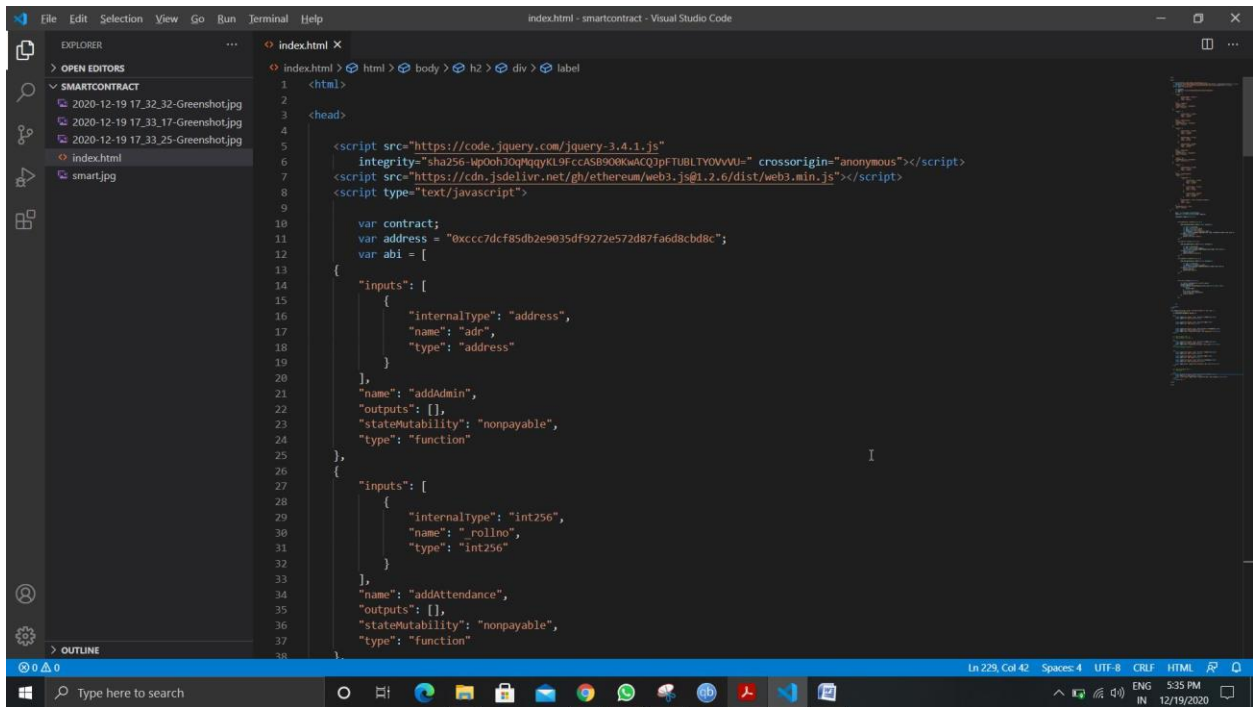 File Edit Selection View Go Run Terminal Help
index.html - smartcontract - Visual Studio Code
EXPLORER
OPEN EDITORS
SMARTCONTRACT
2020-12-19 17_32_32-Greenshot.jpg
2020-12-19 17_33_17-Greenshot.jpg
2020-12-19 17_33_25-Greenshot.jpg
index.html
smart.jpg
OUTLINE
index.html
index.html > html > body > h2 > div > label
1 <html>
2
3 <head>
4
5 <script src="https://code.jquery.com/jquery-3.4.1.js"
6 integrity="sha256-WpOohJOqMqqyKL9FccASB9O0KwACQJpFTUBLTYOVvVU=" crossorigin="anonymous"></script>
7 <script src="https://cdn.jsdelivr.net/gh/ethereum/web3.js@1.2.6/dist/web3.min.js"></script>
8 <script type="text/javascript">
9
10 var contract;
11 var address = "0xccc7dcf85db2e9035df9272e572d87fa6d8cbd8c";
12 var abi = [
13 {
14 "inputs": [
15 {
16 "internalType": "address",
17 "name": "adr",
18 "type": "address"
19 }
20 ],
21 "name": "addAdmin",
22 "outputs": [],
23 "stateMutability": "nonpayable",
24 "type": "function"
25 },
26 {
27 "inputs": [
28 {
29 "internalType": "int256",
30 "name": "_rollno",
31 "type": "int256"
32 }
33 ],
34 "name": "addAttendance",
35 "outputs": [],
36 "stateMutability": "nonpayable",
37 "type": "function"
38 },
0 0
Ln 229, Col 42 Spaces: 4 UTF-8 CRLF HTML
Type here to search
qb
ENG 5:35 PM
IN 12/19/2020